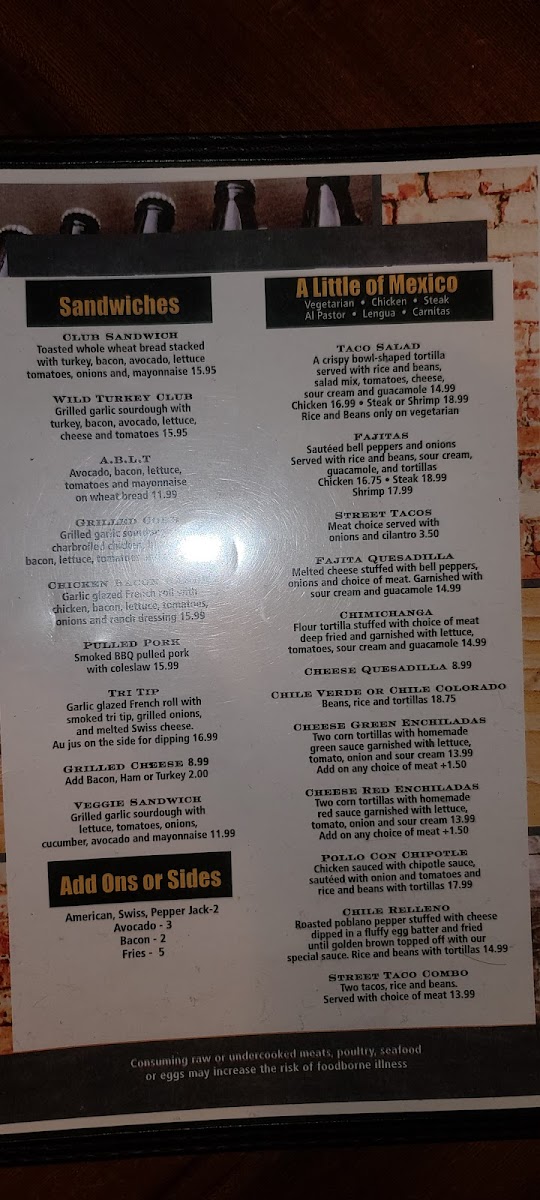 Sandwiches
CLUB SANDWICH
Toasted whole wheat bread stacked
with turkey, bacon, avocado, lettuce
tomatoes, onions and, mayonnaise 15.95
WILD TURKEY CLUB
Grilled garlic sourdough with
turkey, bacon, avocado, lettuce,
cheese and tomatoes 15.95
A.B.L.T
Avocado, bacon, lettuce,
tomatoes and mayonnaise
on wheat bread 11.99
GRILLED
Grilled garlic
charbroiled chicken,
bacon, lettuce, tomatoes
CHICKEN BACON
Garlic glazed French roll with
chicken, bacon, lettuce, tomatoes,
onions and ranch dressing 15.99
PULLED PORK
Smoked BBQ pulled pork
with coleslaw 15.99
TRI TIP
Garlic glazed French roll with
smoked tri tip, grilled onions,
and melted Swiss cheese.
Au jus on the side for dipping 16.99
GRILLED CHEESE 8.99
Add Bacon, Ham or Turkey 2.00
VEGGIE SANDWICH
Grilled garlic sourdough with
lettuce, tomatoes, onions,
cucumber, avocado and mayonnaise 11.99
Add Ons or Sides
American, Swiss, Pepper Jack-2
Avocado - 3
Bacon - 2
Fries - 5
A Little of Mexico
Vegetarian • Chicken • Steak
Al Pastor • Lengua • Carnitas
TACO SALAD
A crispy bowl-shaped tortilla
served with rice and beans,
salad mix, tomatoes, cheese,
sour cream and guacamole 14.99
Chicken 16.99 • Steak or Shrimp 18.99
Rice and Beans only on vegetarian
FAJITAS
Sautéed bell peppers and onions
Served with rice and beans, sour cream,
guacamole, and tortillas
Chicken 16.75 • Steak 18.99
Shrimp 17.99
STREET TACOS
Meat choice served with
onions and cilantro 3.50
FAJITA QUESADILLA
Melted cheese stuffed with bell peppers,
onions and choice of meat. Garnished with
sour cream and guacamole 14.99
CHIMICHANGA
Flour tortilla stuffed with choice of meat
deep fried and garnished with lettuce,
tomatoes, sour cream and guacamole 14.99
CHEESE QUESADILLA 8.99
CHILE VERDE OR CHILE COLORADO
Beans, rice and tortillas 18.75
CHEESE GREEN ENCHILADAS
Two corn tortillas with homemade
green sauce garnished with lettuce,
tomato, onion and sour cream 13.99
Add on any choice of meat +1.50
CHEESE RED ENCHILADAS
Two corn tortillas with homemade
red sauce garnished with lettuce,
tomato, onion and sour cream 13.99
Add on any choice of meat +1.50
POLLO CON CHIPOTLE
Chicken sauced with chipotle sauce,
sautéed with onion and tomatoes and
rice and beans with tortillas 17.99
CHILE RELLENO
Roasted poblano pepper stuffed with cheese
dipped in a fluffy egg batter and fried
until golden brown topped off with our
special sauce. Rice and beans with tortillas 14.99
STREET TACO COMBO
Two tacos, rice and beans.
Served with choice of meat 13.99
Consuming raw or undercooked meats, poultry, seafood
or eggs may increase the risk of foodborne illness